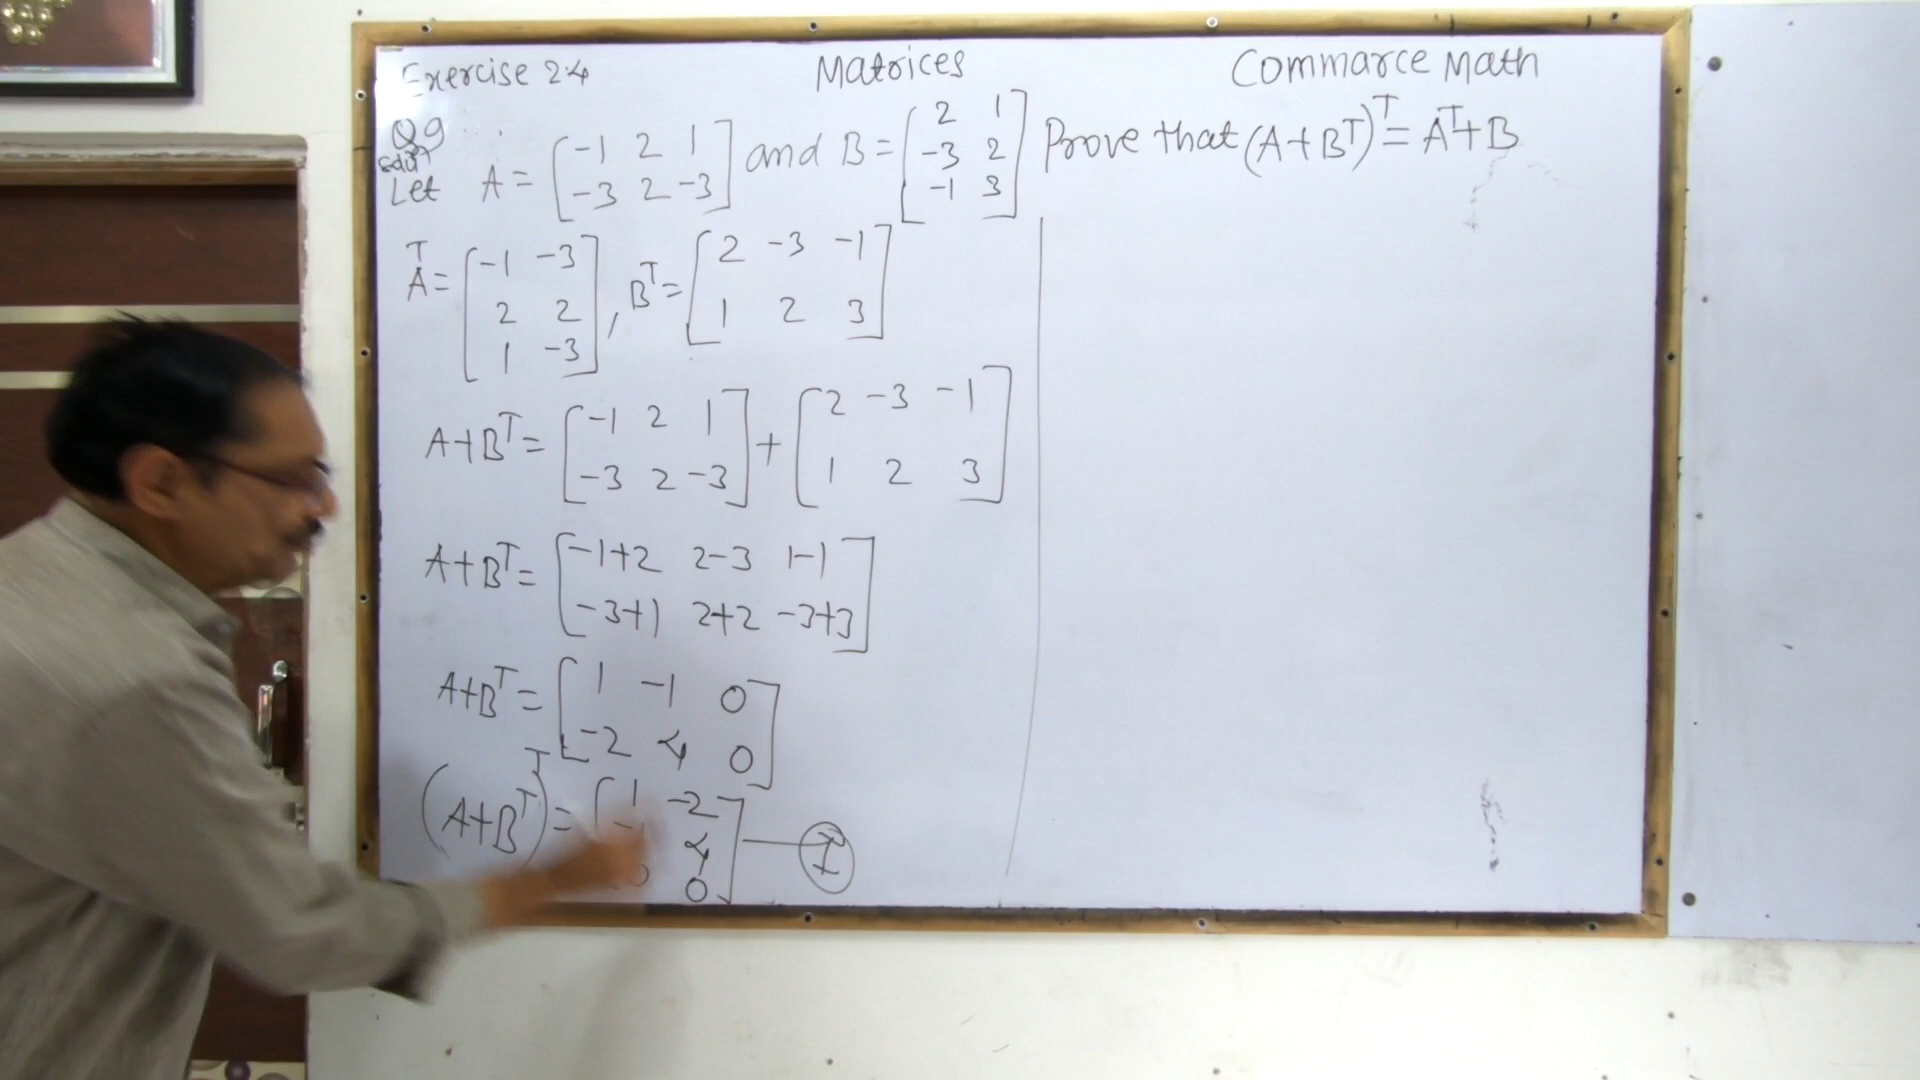 Exercise 2.4 Matrices Commarce Math
Q9
Solu
Let A = [-1 2 1 and B = [2 1 Prove that (A+B^T)^T = A^T+B
-3 2 -3] -3 2
-1 3]
A^T = [-1 -3 , B^T = [2 -3 -1
2 2 1 2 3]
1 -3]
A+B^T = [-1 2 1 + [2 -3 -1
-3 2 -3] 1 2 3]
A+B^T = [-1+2 2-3 1-1
-3+1 2+2 -3+3]
A+B^T = [1 -1 0
-2 4 0]
(A+B^T)^T = [1 -2
4 — I
0]